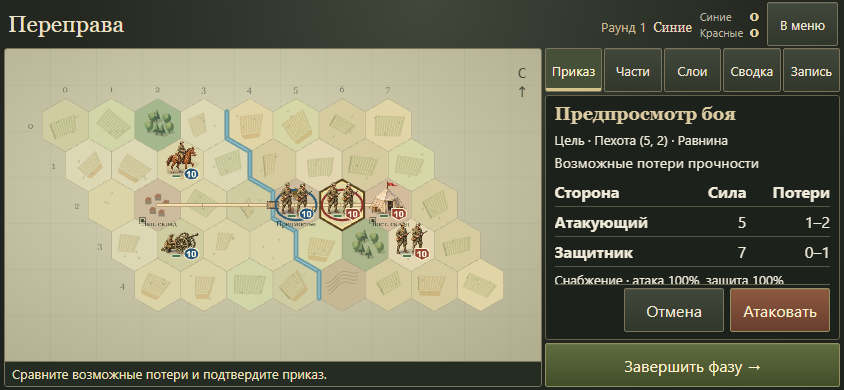 Переправа
Раунд 1 Синие
Синие 0
Красные 0
В меню
Приказ Части Слои Сводка Запись
С
↑
0 1 2 3 4 5 6 7
0
1
2
3
4
10
10 10
10
10
Предмостье
Предпросмотр боя
Цель · Пехота (5, 2) · Равнина
Возможные потери прочности
Сторона Сила Потери
Атакующий 5 1–2
Защитник 7 0–1
Снабжение · атака 100%, защита 100%
Отмена Атаковать
Сравните возможные потери и подтвердите приказ.
Завершить фазу →